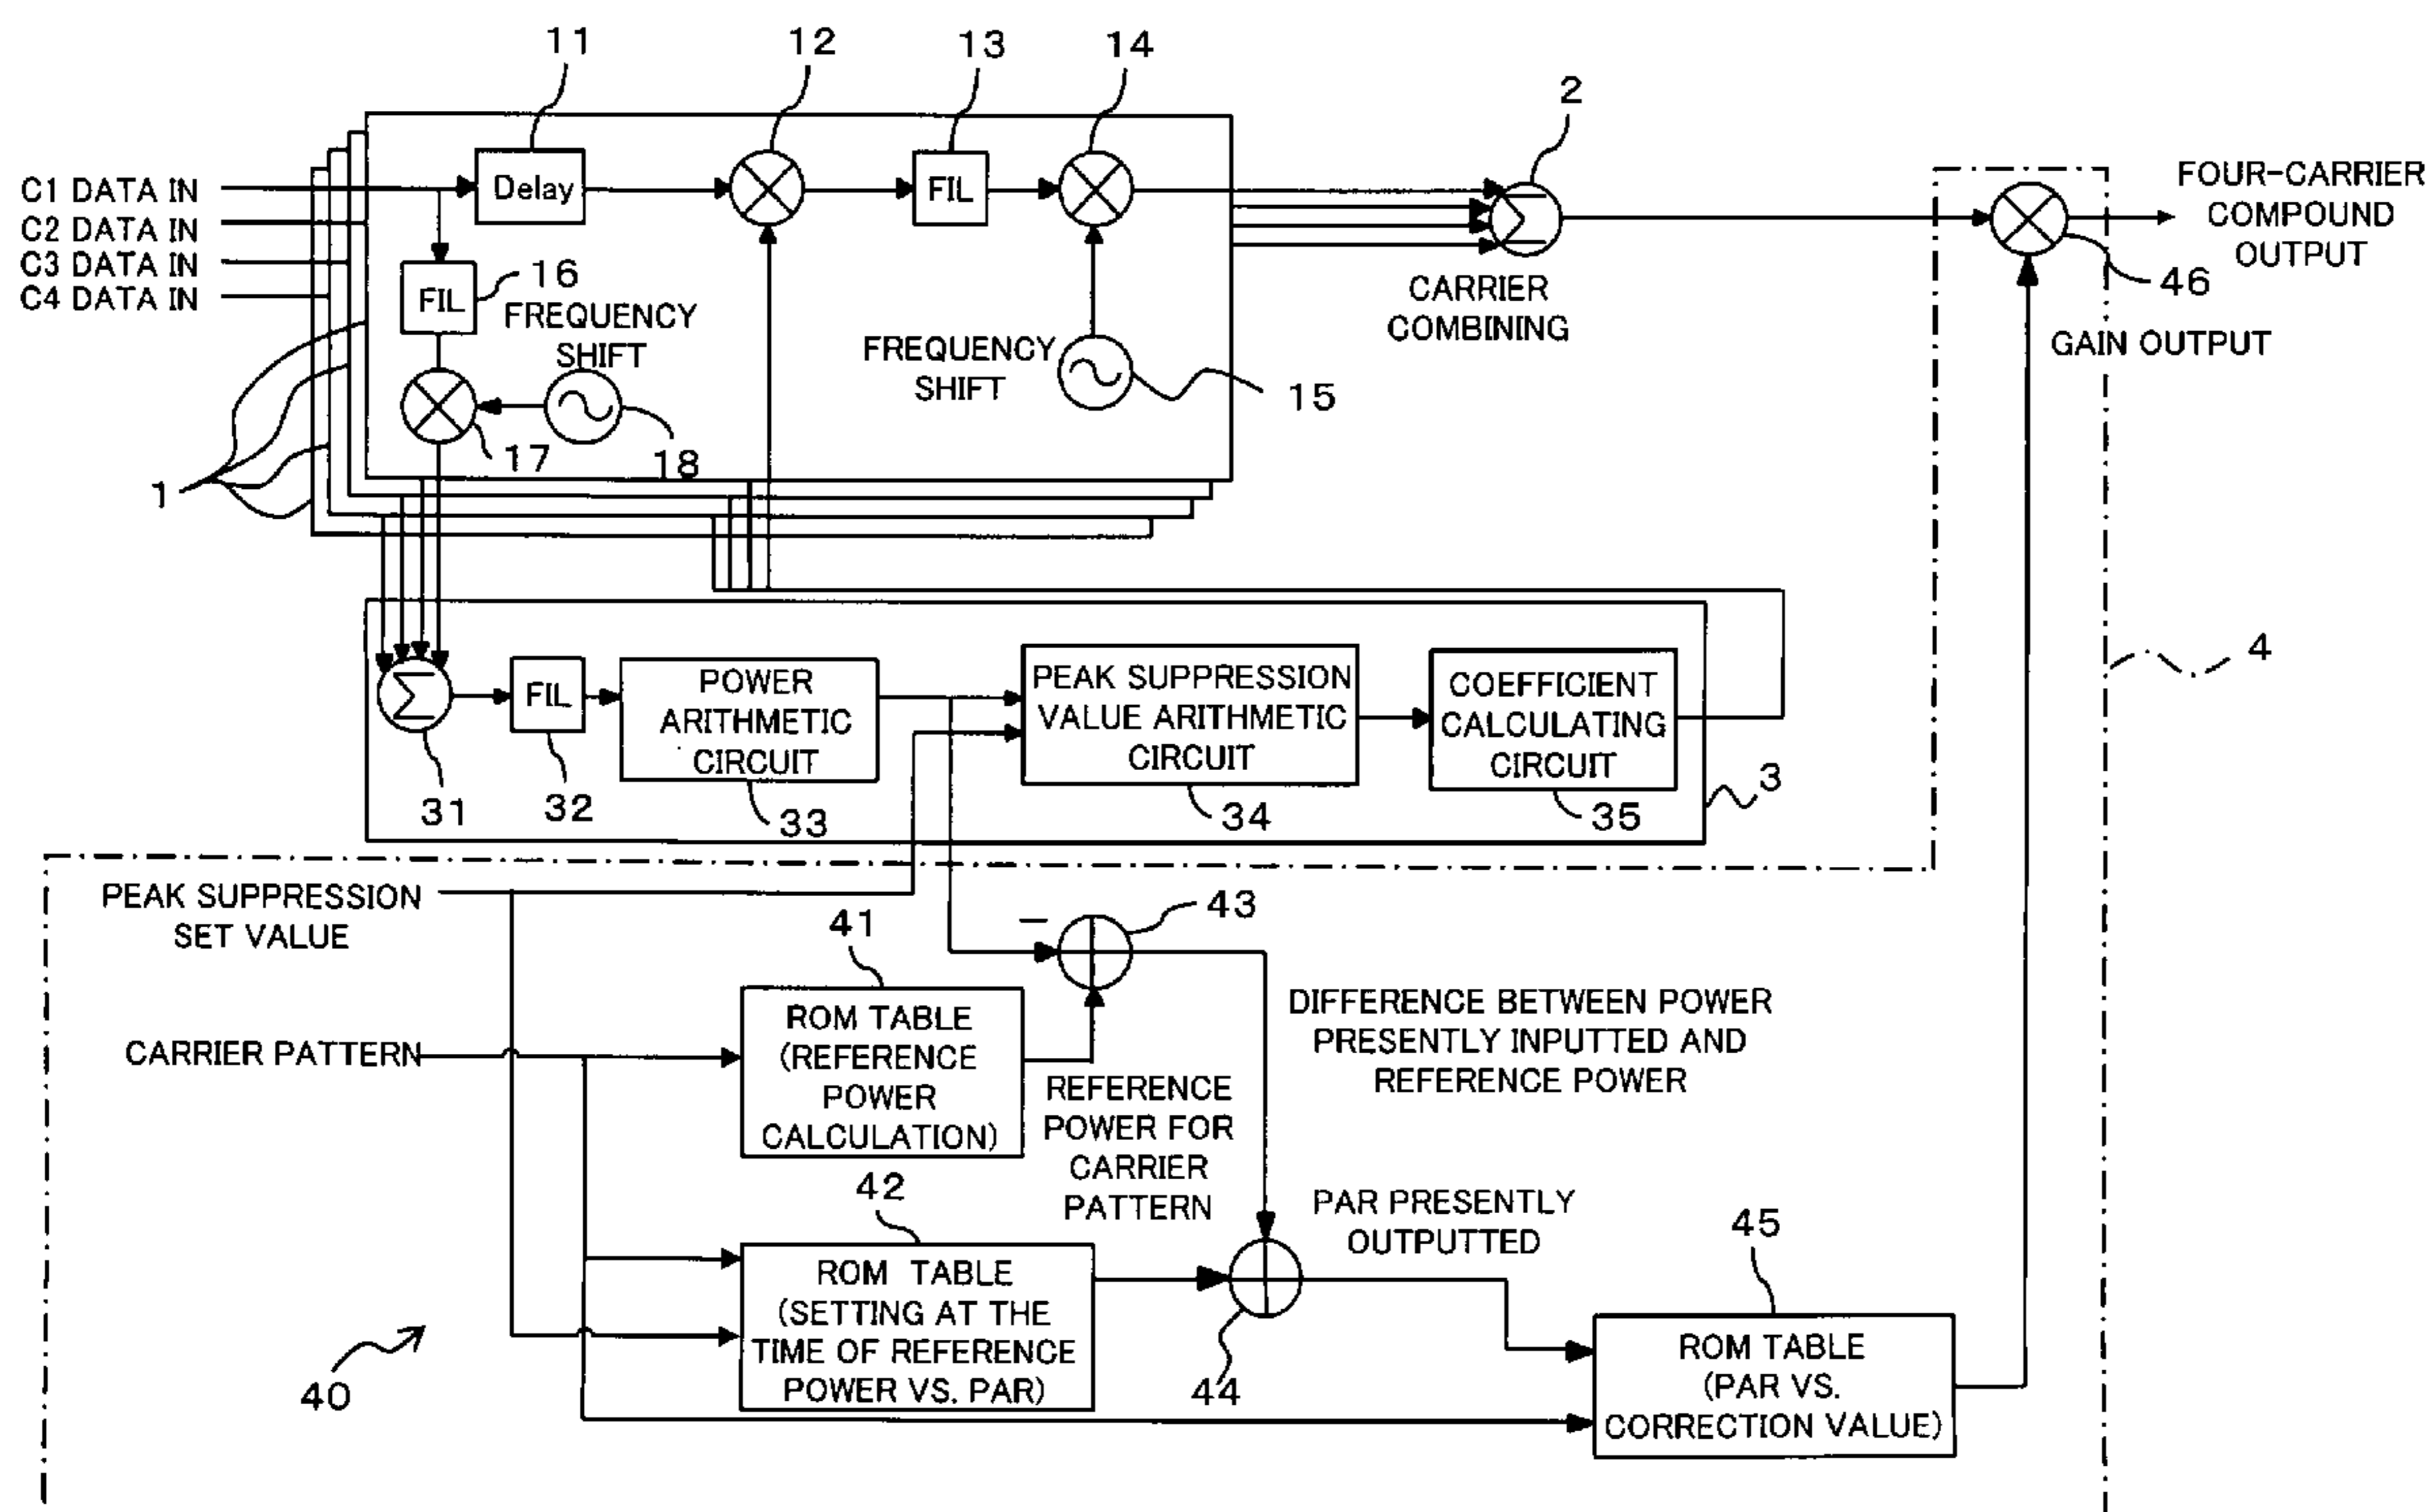 11
12
13
14
2
C1 DATA IN
C2 DATA IN
C3 DATA IN
C4 DATA IN
Delay
FIL
FIL
16
FREQUENCY
SHIFT
17
18
1
FREQUENCY
SHIFT
15
CARRIER
COMBINING
FOUR-CARRIER
COMPOUND
OUTPUT
46
GAIN OUTPUT
4
31
FIL
32
POWER
ARITHMETIC
CIRCUIT
33
PEAK SUPPRESSION
VALUE ARITHMETIC
CIRCUIT
34
COEFFICIENT
CALCULATING
CIRCUIT
35
3
PEAK SUPPRESSION
SET VALUE
41
−
43
CARRIER PATTERN
ROM TABLE
(REFERENCE
POWER
CALCULATION)
REFERENCE
POWER FOR
CARRIER
PATTERN
DIFFERENCE BETWEEN POWER
PRESENTLY INPUTTED AND
REFERENCE POWER
42
ROM TABLE
(SETTING AT THE
TIME OF REFERENCE
POWER VS. PAR)
PAR PRESENTLY
OUTPUTTED
44
45
ROM TABLE
(PAR VS.
CORRECTION VALUE)
40